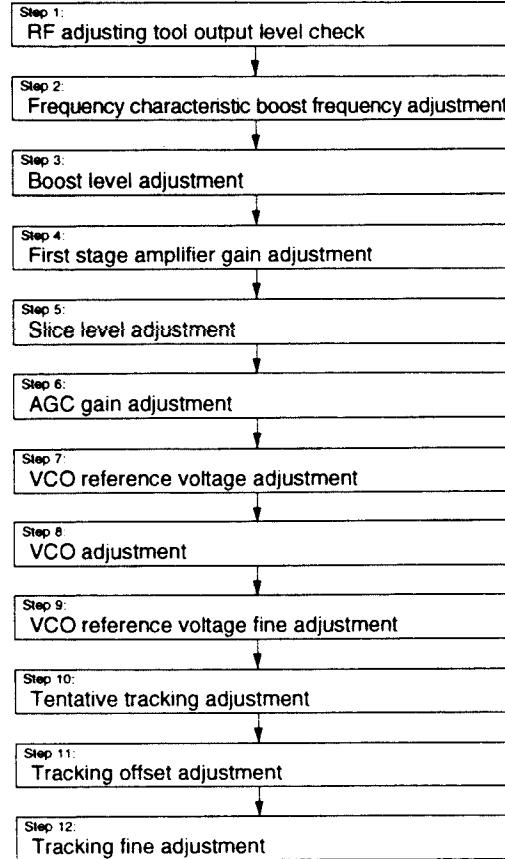 Step 1:
RF adjusting tool output level check
Step 2:
Frequency characteristic boost frequency adjustment
Step 3:
Boost level adjustment
Step 4:
First stage amplifier gain adjustment
Step 5:
Slice level adjustment
Step 6:
AGC gain adjustment
Step 7:
VCO reference voltage adjustment
Step 8:
VCO adjustment
Step 9:
VCO reference voltage fine adjustment
Step 10:
Tentative tracking adjustment
Step 11:
Tracking offset adjustment
Step 12:
Tracking fine adjustment